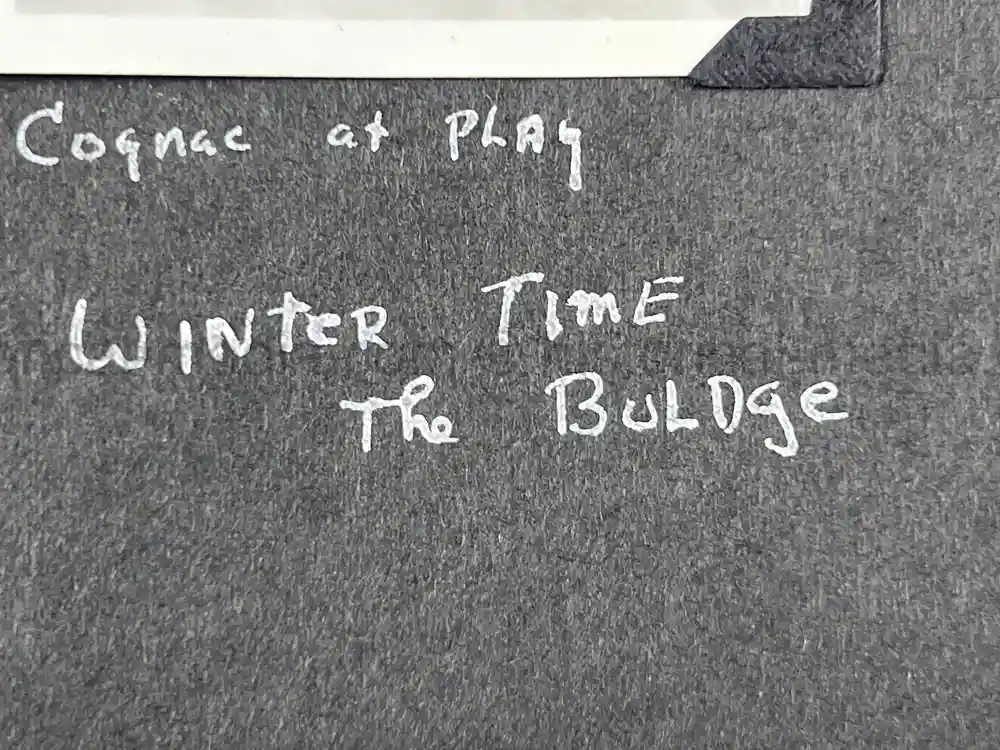 Cognac at PLAy
WINTER TIME
The BULDge